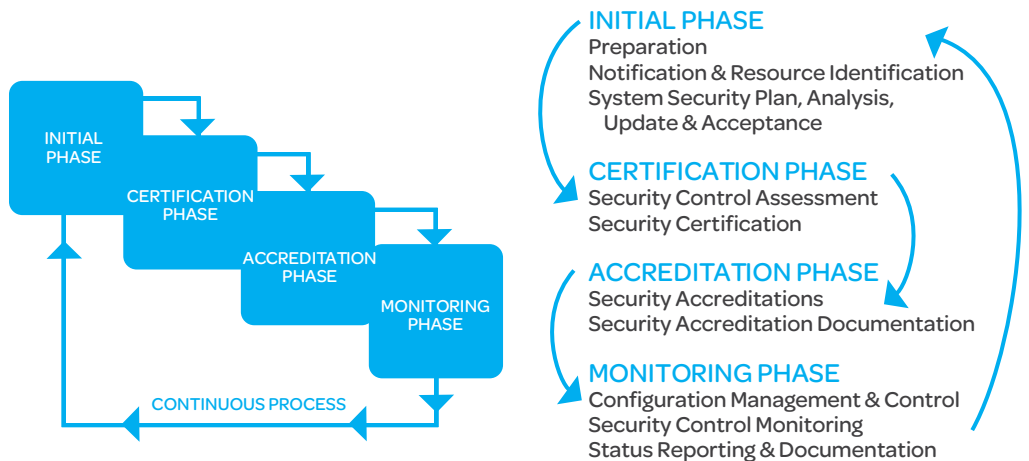 INITIAL
PHASE
CERTIFICATION
PHASE
ACCREDITATION
PHASE
MONITORING
PHASE
CONTINUOUS PROCESS
INITIAL PHASE
Preparation
Notification & Resource Identification
System Security Plan, Analysis,
Update & Acceptance
CERTIFICATION PHASE
Security Control Assessment
Security Certification
ACCREDITATION PHASE
Security Accreditations
Security Accreditation Documentation
MONITORING PHASE
Configuration Management & Control
Security Control Monitoring
Status Reporting & Documentation